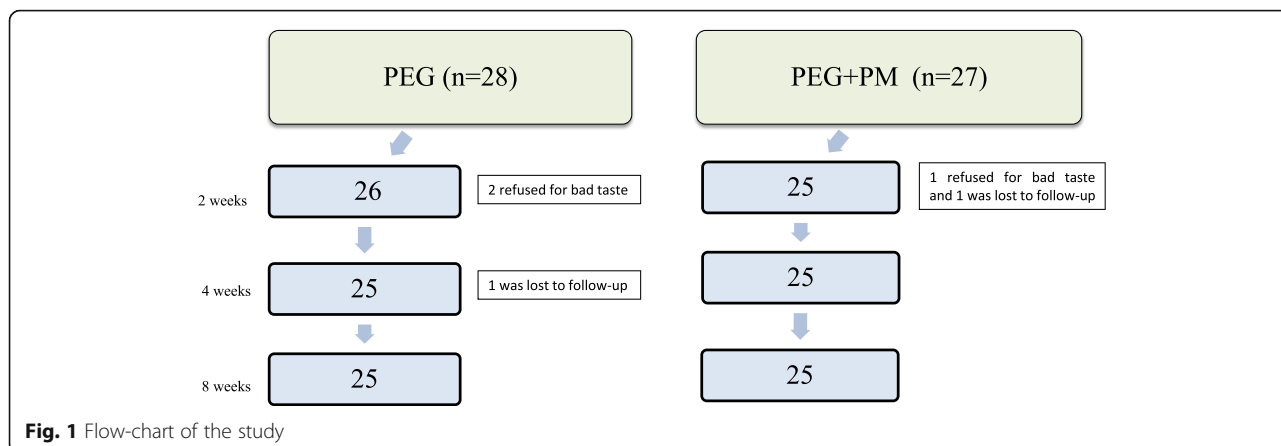 PEG (n=28)
PEG+PM (n=27)
2 weeks
26
2 refused for bad taste
25
1 refused for bad taste
and 1 was lost to follow-up
4 weeks
25
1 was lost to follow-up
25
8 weeks
25
25
Fig. 1 Flow-chart of the study